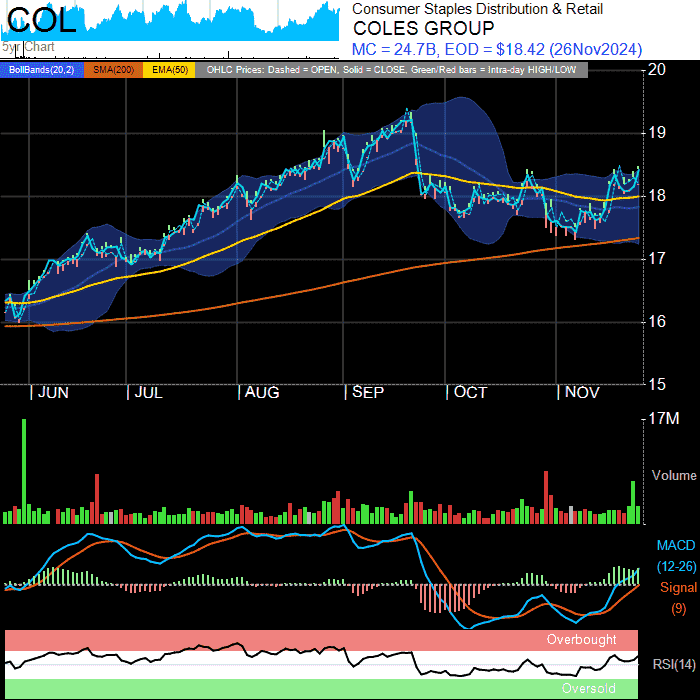 COL
5yr Chart
Consumer Staples Distribution & Retail
COLES GROUP
MC = 24.7B, EOD = $18.42 (26Nov2024)
BollBands(20,2) SMA(200) EMA(50) OHLC Prices: Dashed = OPEN, Solid = CLOSE, Green/Red bars = Intra-day HIGH/LOW
20
19
18
17
16
15
JUN JUL AUG SEP OCT NOV
17M
Volume
MACD
(12-26)
Signal
(9)
Overbought
RSI(14)
Oversold